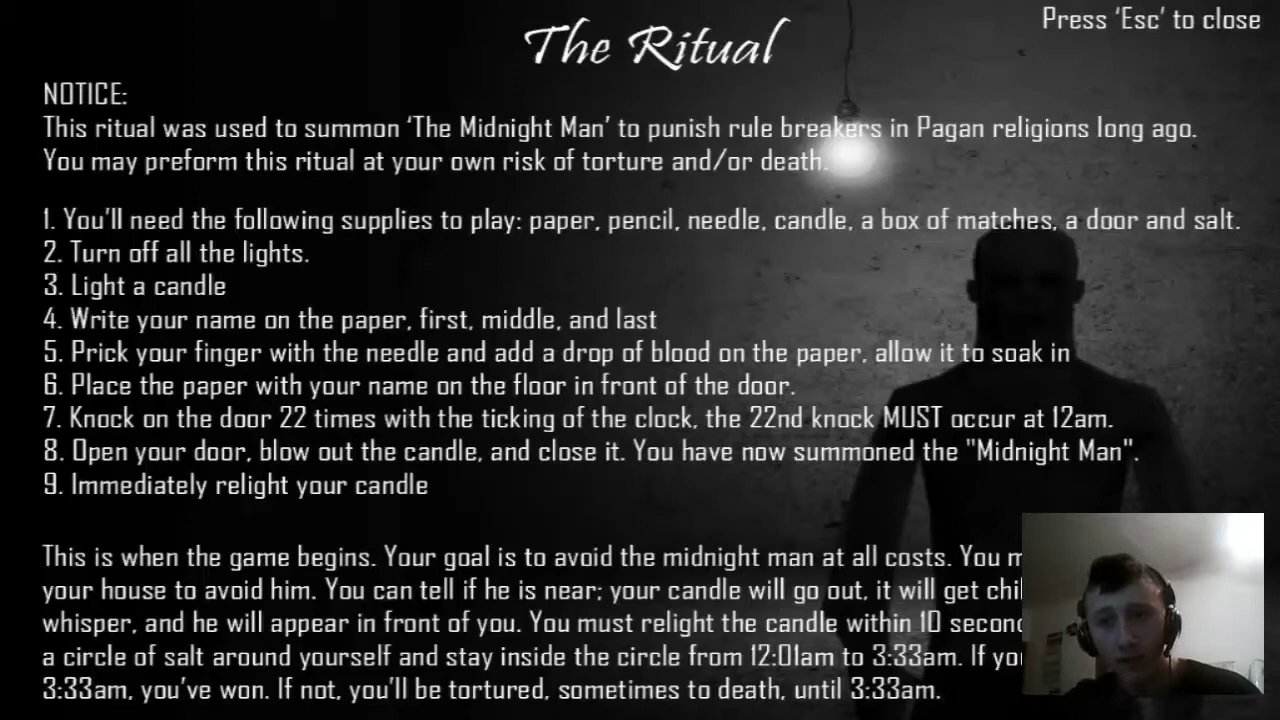 Press ‘Esc’ to close
The Ritual
NOTICE:
This ritual was used to summon ‘The Midnight Man’ to punish rule breakers in Pagan religions long ago.
You may preform this ritual at your own risk of torture and/or death.
1. You’ll need the following supplies to play: paper, pencil, needle, candle, a box of matches, a door and salt.
2. Turn off all the lights.
3. Light a candle
4. Write your name on the paper, first, middle, and last
5. Prick your finger with the needle and add a drop of blood on the paper, allow it to soak in
6. Place the paper with your name on the floor in front of the door.
7. Knock on the door 22 times with the ticking of the clock, the 22nd knock MUST occur at 12am.
8. Open your door, blow out the candle, and close it. You have now summoned the "Midnight Man".
9. Immediately relight your candle
This is when the game begins. Your goal is to avoid the midnight man at all costs. You
your house to avoid him. You can tell if he is near; your candle will go out, it will get
whisper, and he will appear in front of you. You must relight the candle within 10
a circle of salt around yourself and stay inside the circle from 12:01am to 3:33am. If
3:33am, you’ve won. If not, you’ll be tortured, sometimes to death, until 3:33am.